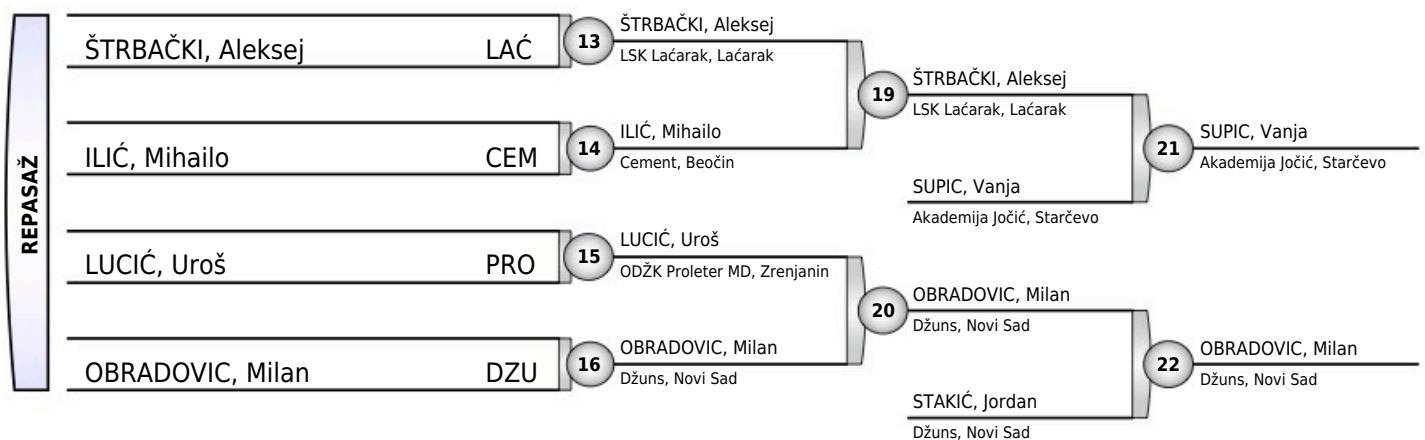 REPASAŽ
ŠTRBAČKI, Aleksej LAĆ
ILIĆ, Mihailo CEM
LUCIĆ, Uroš PRO
OBRADOVIC, Milan DZU
13
ŠTRBAČKI, Aleksej
LSK Laćarak, Laćarak
14
ILIĆ, Mihailo
Cement, Beočin
15
LUCIĆ, Uroš
ODŽK Proleter MD, Zrenjanin
16
OBRADOVIC, Milan
Džuns, Novi Sad
19
ŠTRBAČKI, Aleksej
LSK Laćarak, Laćarak
SUPIC, Vanja
Akademija Jočić, Starčevo
20
OBRADOVIC, Milan
Džuns, Novi Sad
STAKIĆ, Jordan
Džuns, Novi Sad
21
SUPIC, Vanja
Akademija Jočić, Starčevo
22
OBRADOVIC, Milan
Džuns, Novi Sad